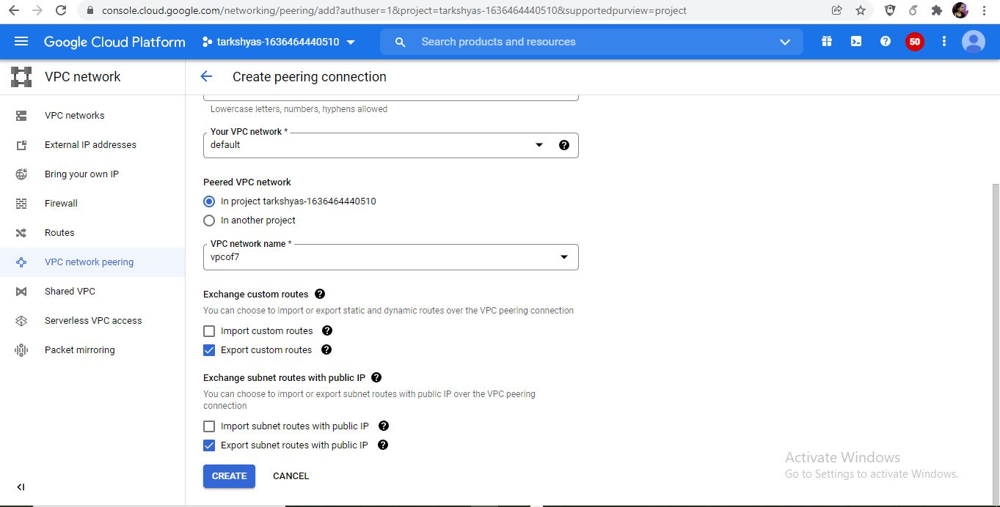 console.cloud.google.com/networking/peering/add?authuser=1&project=tarkshyas-1636464440510&supportedpurview=project
Google Cloud Platform
tarkshyas-1636464440510
Search products and resources
50
VPC network
Create peering connection
VPC networks
External IP addresses
Bring your own IP
Firewall
Routes
VPC network peering
Shared VPC
Serverless VPC access
Packet mirroring
Lowercase letters, numbers, hyphens allowed
Your VPC network *
default
Peered VPC network
In project tarkshyas-1636464440510
In another project
VPC network name *
vpcof7
Exchange custom routes
You can choose to import or export static and dynamic routes over the VPC peering connection
Import custom routes
Export custom routes
Exchange subnet routes with public IP
You can choose to import or export subnet routes with public IP over the VPC peering
connection
Import subnet routes with public IP
Export subnet routes with public IP
CREATE
CANCEL
Activate Windows
Go to Settings to activate Windows.